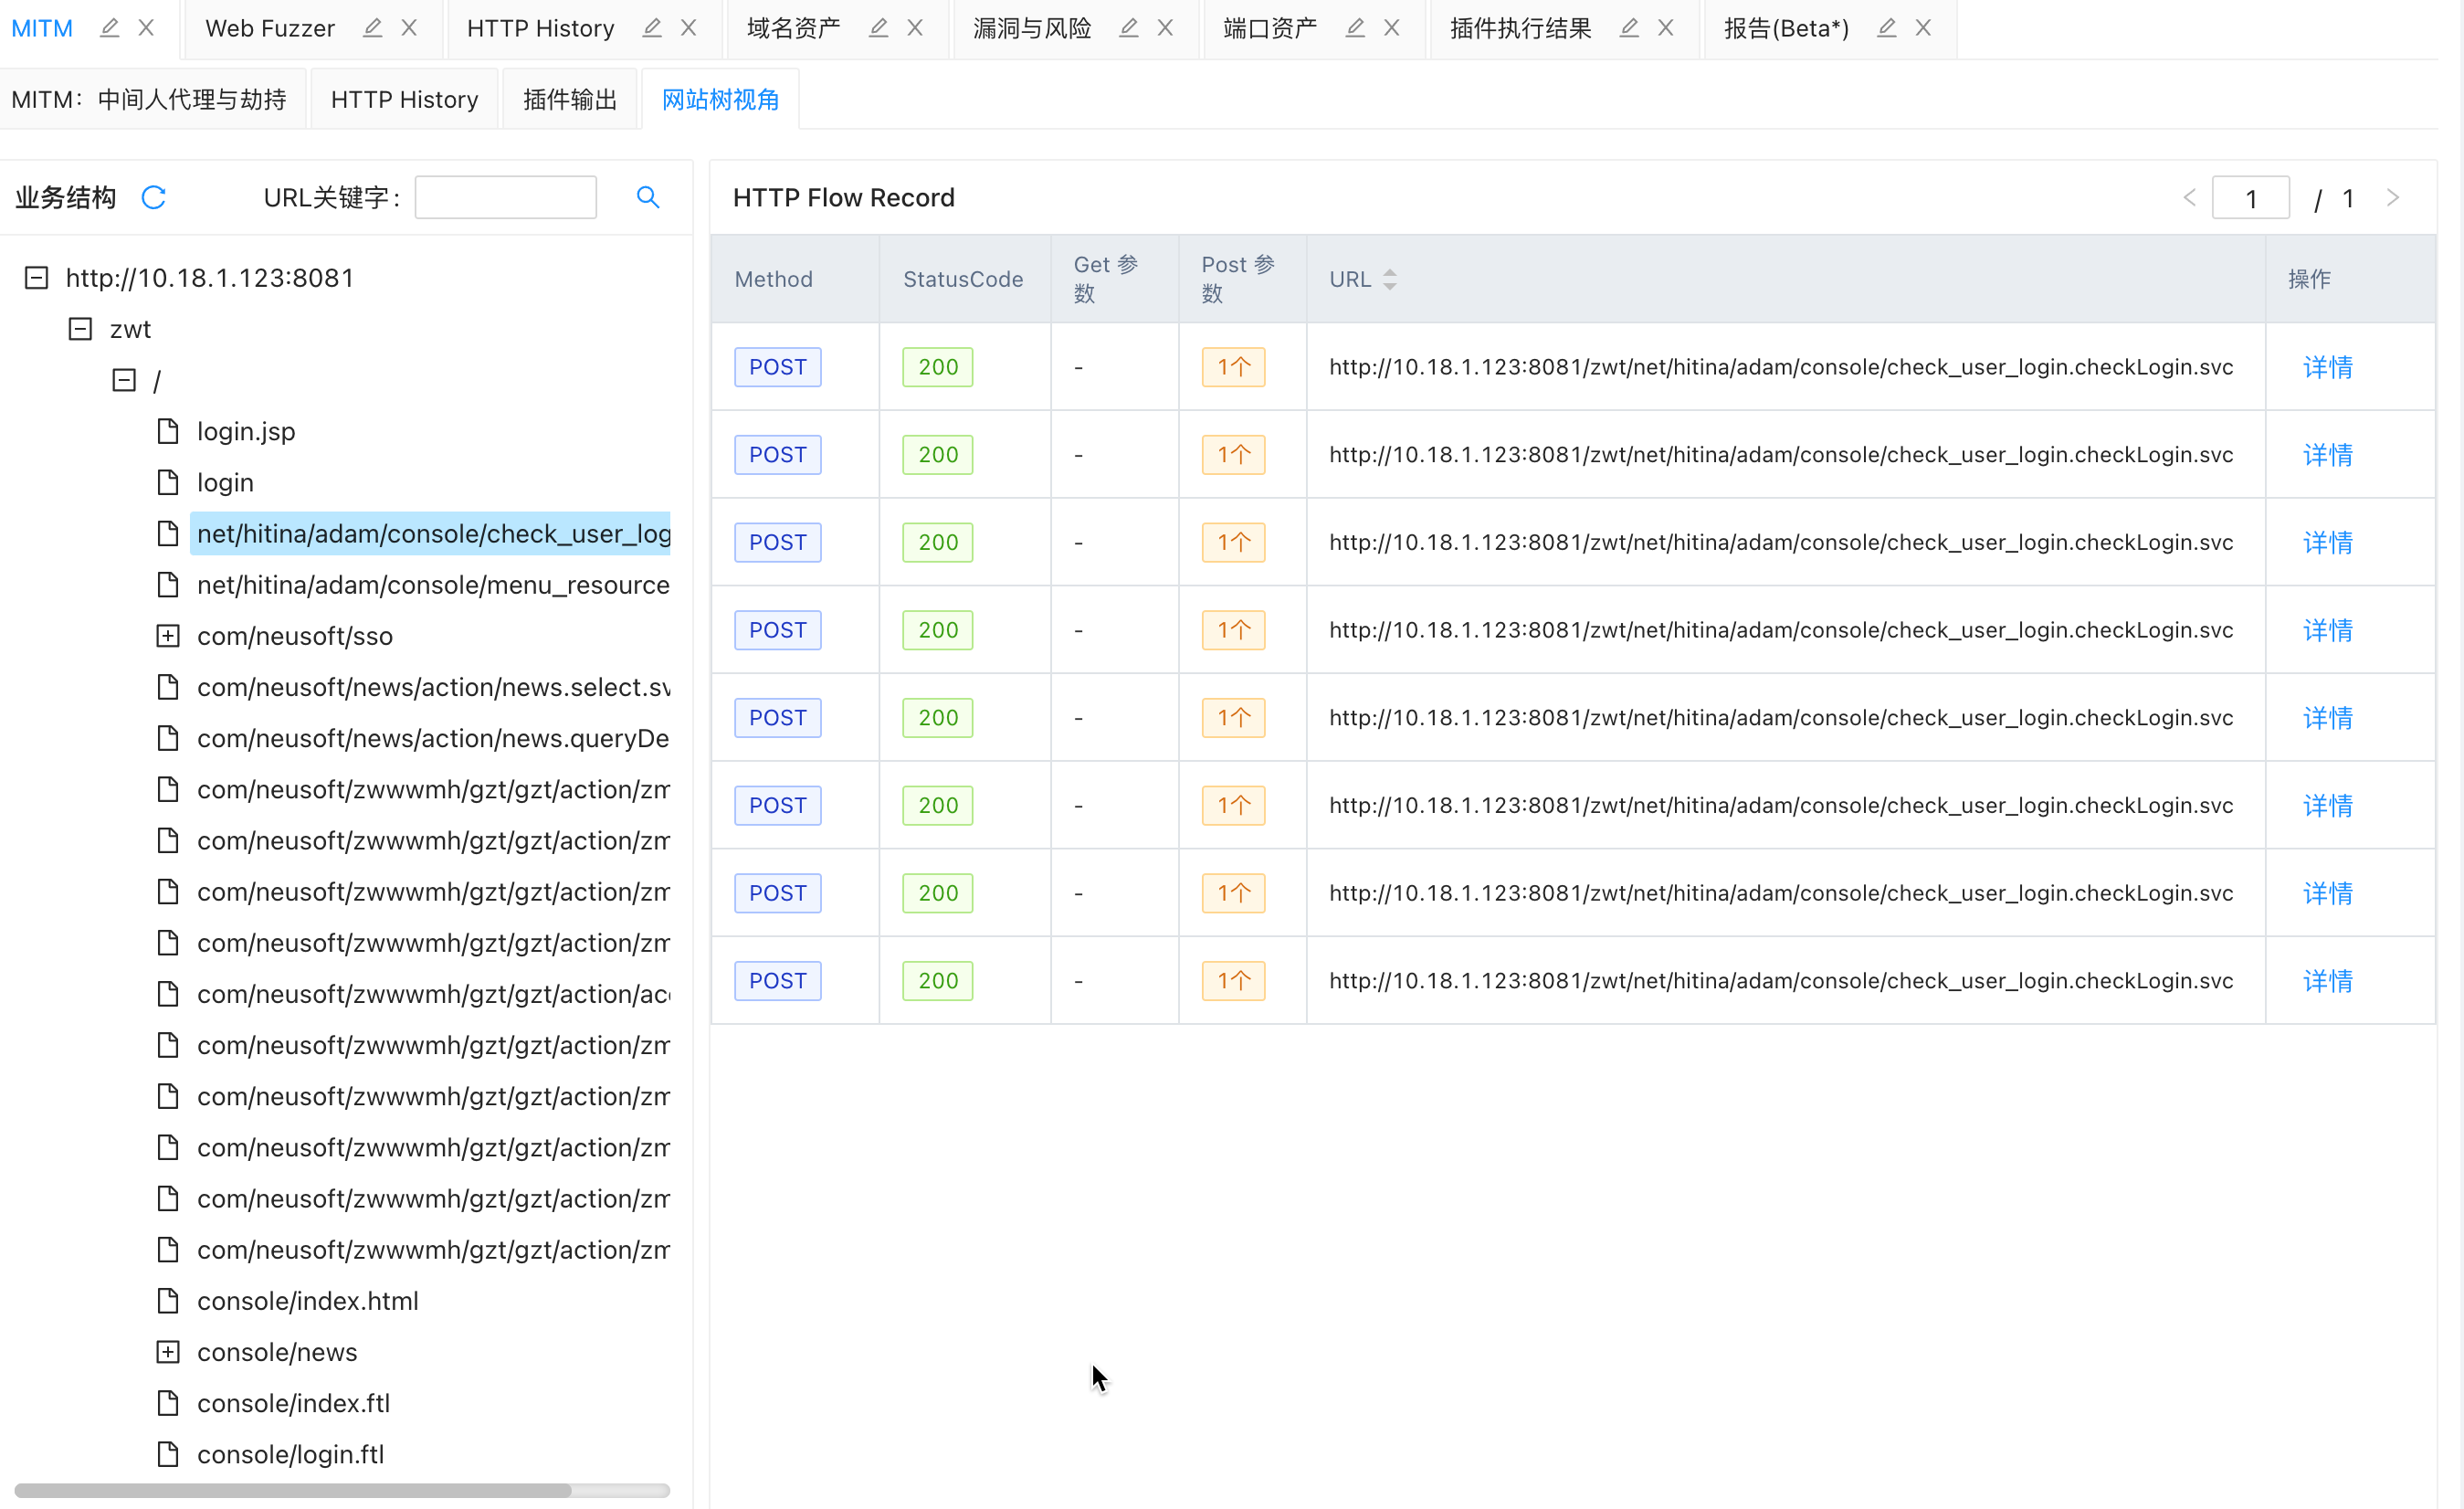 MITM
Web Fuzzer
HTTP History
域名资产
漏洞与风险
端口资产
插件执行结果
报告(Beta*)
MITM：中间人代理与劫持
HTTP History
插件输出
网站树视角
业务结构
URL关键字:
HTTP Flow Record
1 / 1
http://10.18.1.123:8081
zwt
/
login.jsp
login
net/hitina/adam/console/check_user_log
net/hitina/adam/console/menu_resource
com/neusoft/sso
com/neusoft/news/action/news.select.sv
com/neusoft/news/action/news.queryDe
com/neusoft/zwwwmh/gzt/gzt/action/zm
com/neusoft/zwwwmh/gzt/gzt/action/zm
com/neusoft/zwwwmh/gzt/gzt/action/zm
com/neusoft/zwwwmh/gzt/gzt/action/zm
com/neusoft/zwwwmh/gzt/gzt/action/acc
com/neusoft/zwwwmh/gzt/gzt/action/zm
com/neusoft/zwwwmh/gzt/gzt/action/zm
com/neusoft/zwwwmh/gzt/gzt/action/zm
com/neusoft/zwwwmh/gzt/gzt/action/zm
com/neusoft/zwwwmh/gzt/gzt/action/zm
console/index.html
console/news
console/index.ftl
console/login.ftl
Method StatusCode Get 参数 Post 参数 URL 操作
POST 200 - 1个 http://10.18.1.123:8081/zwt/net/hitina/adam/console/check_user_login.checkLogin.svc 详情
POST 200 - 1个 http://10.18.1.123:8081/zwt/net/hitina/adam/console/check_user_login.checkLogin.svc 详情
POST 200 - 1个 http://10.18.1.123:8081/zwt/net/hitina/adam/console/check_user_login.checkLogin.svc 详情
POST 200 - 1个 http://10.18.1.123:8081/zwt/net/hitina/adam/console/check_user_login.checkLogin.svc 详情
POST 200 - 1个 http://10.18.1.123:8081/zwt/net/hitina/adam/console/check_user_login.checkLogin.svc 详情
POST 200 - 1个 http://10.18.1.123:8081/zwt/net/hitina/adam/console/check_user_login.checkLogin.svc 详情
POST 200 - 1个 http://10.18.1.123:8081/zwt/net/hitina/adam/console/check_user_login.checkLogin.svc 详情
POST 200 - 1个 http://10.18.1.123:8081/zwt/net/hitina/adam/console/check_user_login.checkLogin.svc 详情